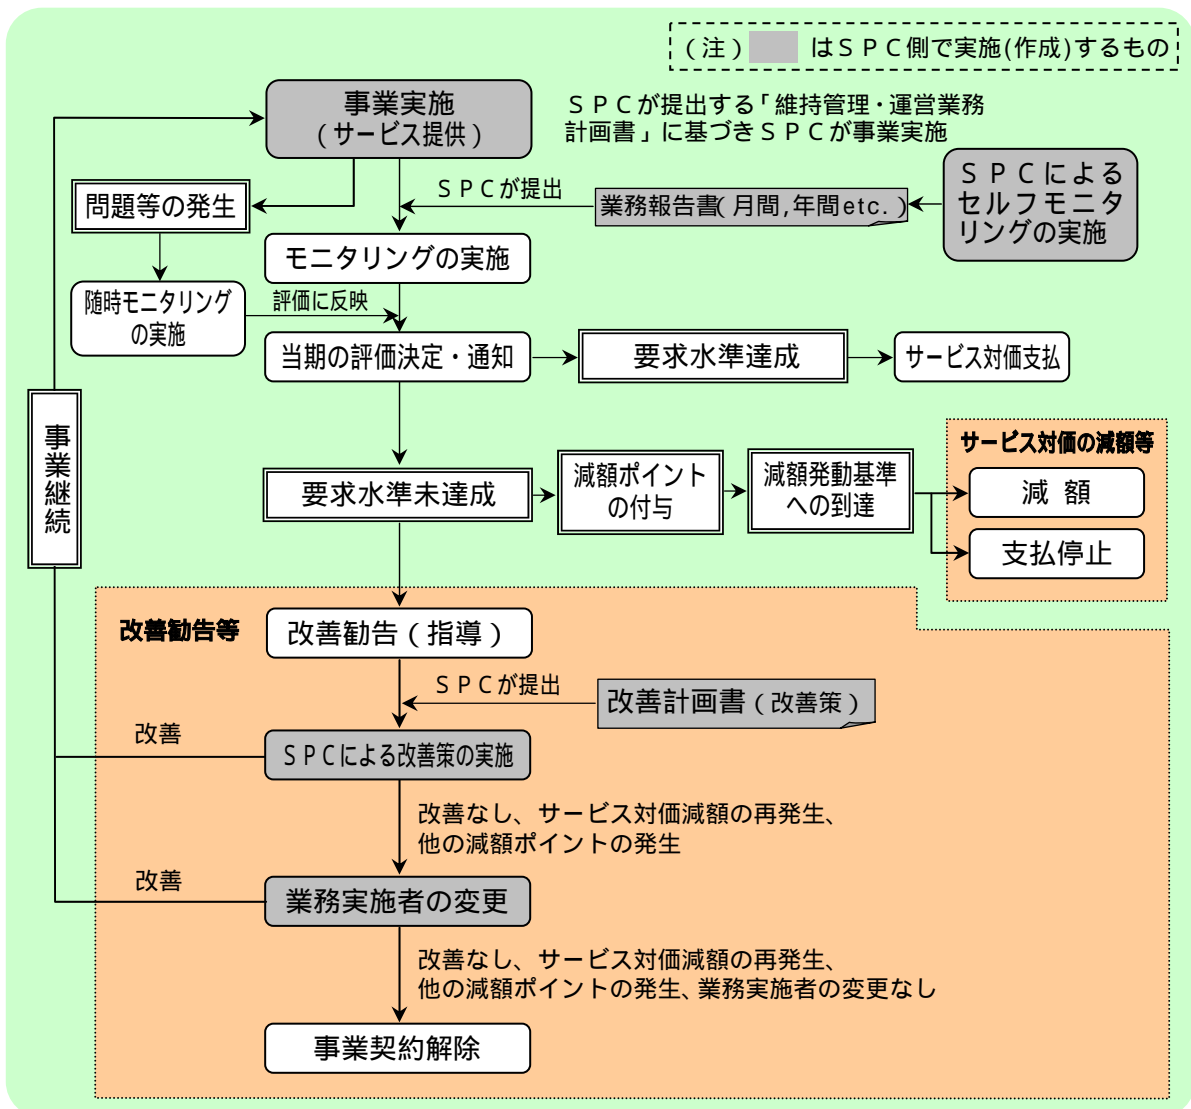 （注） はＳＰＣ側で実施(作成)するもの
事業実施
（サービス提供）
ＳＰＣが提出する「維持管理・運営業務
計画書」に基づきＳＰＣが事業実施
ＳＰＣによる
セルフモニタ
リングの実施
ＳＰＣが提出
業務報告書（月間,年間etc.）
問題等の発生
モニタリングの実施
随時モニタリング
の実施
評価に反映
当期の評価決定・通知
要求水準達成
サービス対価支払
事業継続
サービス対価の減額等
減額ポイント
の付与
減額発動基準
への到達
要求水準未達成
減 額
支払停止
改善勧告等
改善勧告（指導）
ＳＰＣが提出
改善計画書（改善策）
改善
ＳＰＣによる改善策の実施
改善なし、サービス対価減額の再発生、
他の減額ポイントの発生
改善
業務実施者の変更
改善なし、サービス対価減額の再発生、
他の減額ポイントの発生、業務実施者の変更なし
事業契約解除